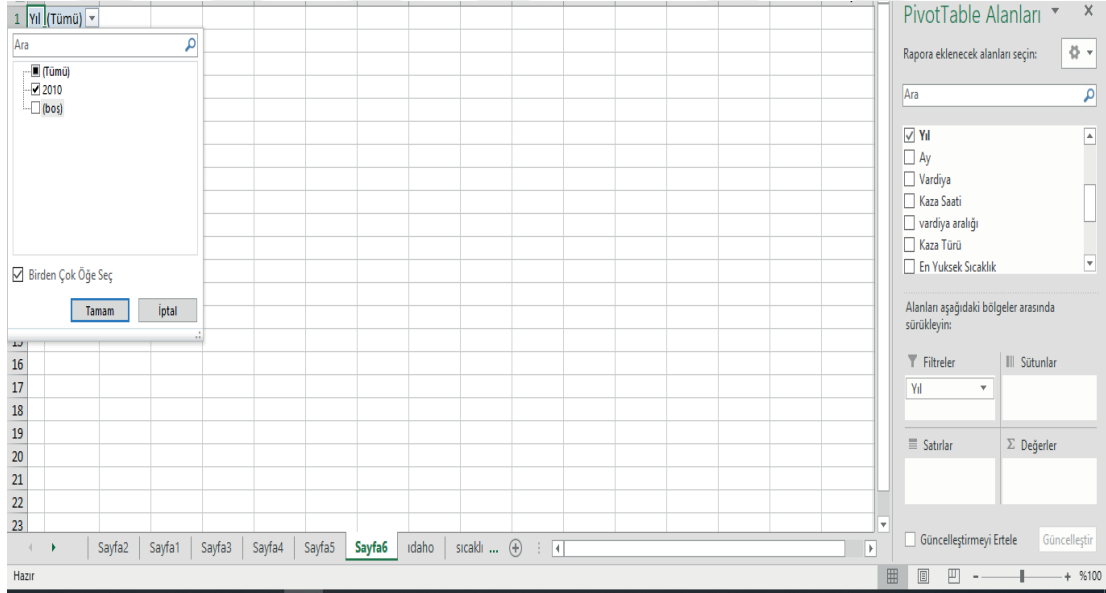 1 Yıl (Tümü)
Ara
(Tümü)
2010
(boş)
Birden Çok Öğe Seç
Tamam İptal
15
16
17
18
19
20
21
22
23
Sayfa2 Sayfa1 Sayfa3 Sayfa4 Sayfa5 Sayfa6 ıdaho sıcaklı ...
Hazır
%100
PivotTable Alanları
Rapora eklenecek alanları seçin:
Ara
Yıl
Ay
Vardiya
Kaza Saati
vardiya aralığı
Kaza Türü
En Yuksek Sıcaklık
Alanları aşağıdaki bölgeler arasında
sürükleyin:
Filtreler Sütunlar
Yıl
Satırlar Σ Değerler
Güncelleştirmeyi Ertele Güncelleştir